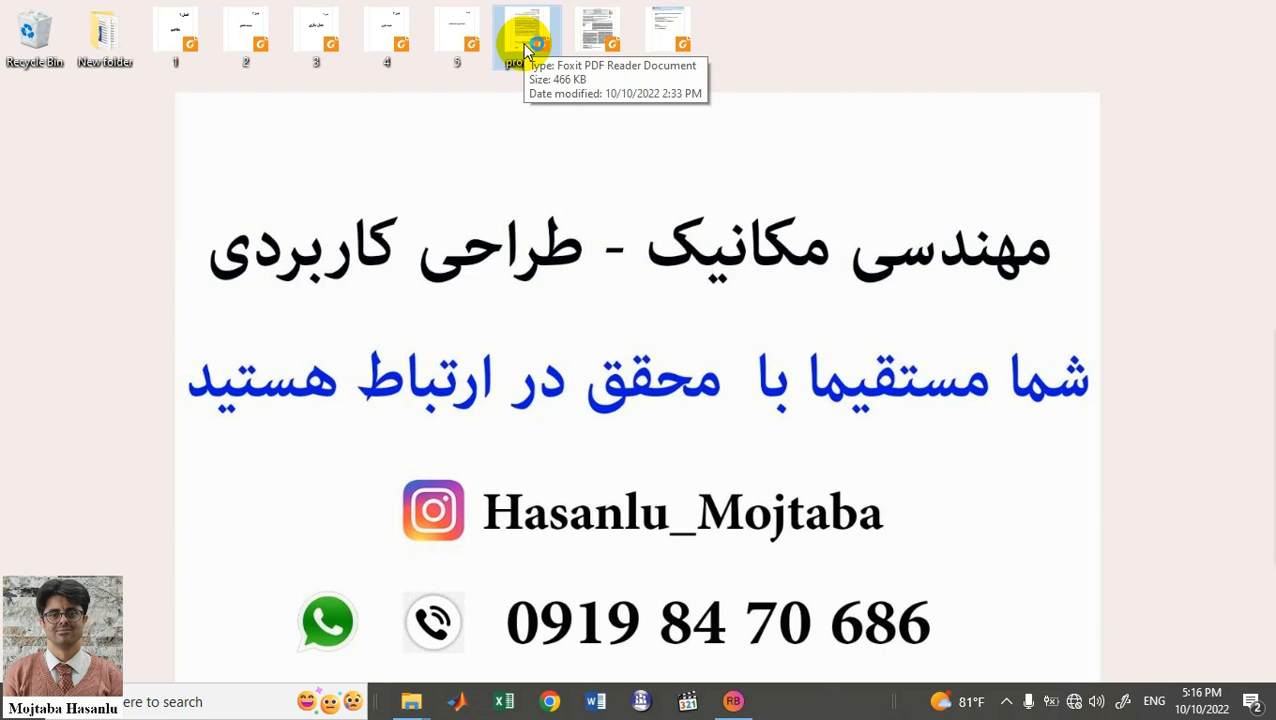 Recycle Bin
New folder
1
2
3
4
5
Type: Foxit PDF Reader Document
Size: 466 KB
Date modified: 10/10/2022 2:33 PM
مهندسی مکانیک - طراحی کاربردی
شما مستقیما با محقق در ارتباط هستید
Hasanlu_Mojtaba
0919 84 70 686
Mojtaba Hasanlu
ere to search
81°F
ENG
5:16 PM
10/10/2022
2